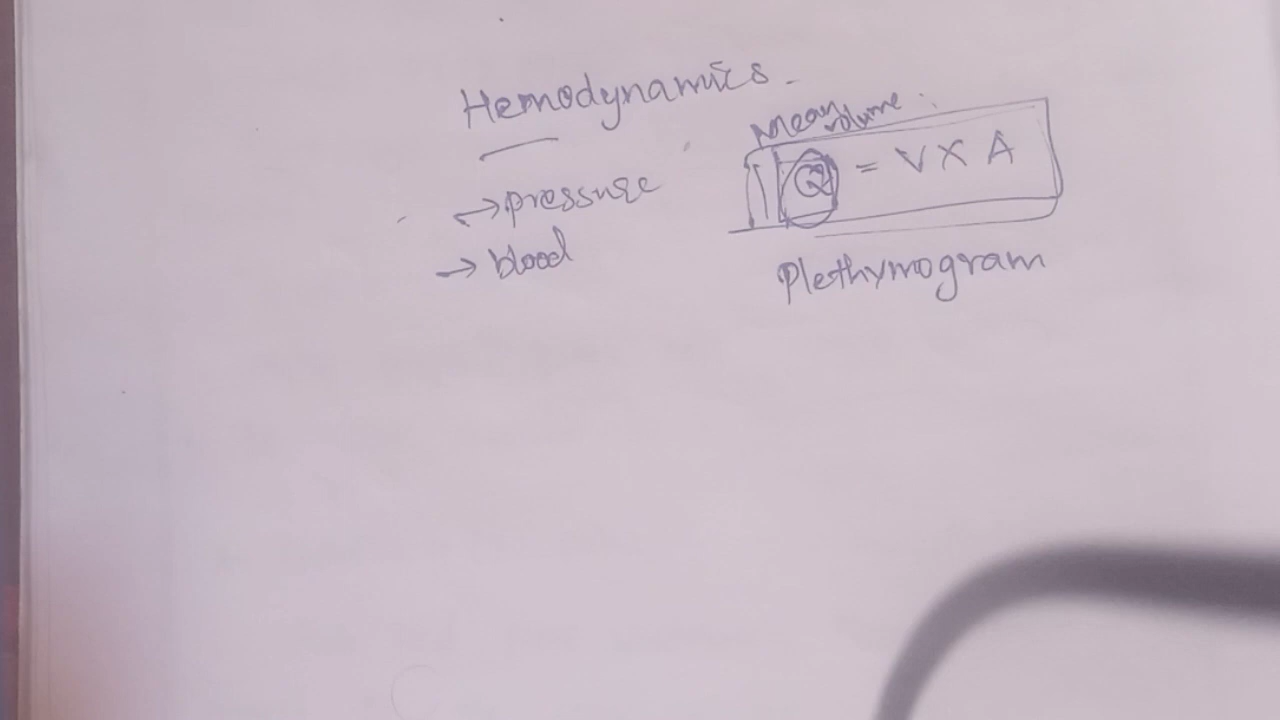 Hemodynamics
→ pressure
→ blood
Mean volume
Q = V X A
Plethymogram